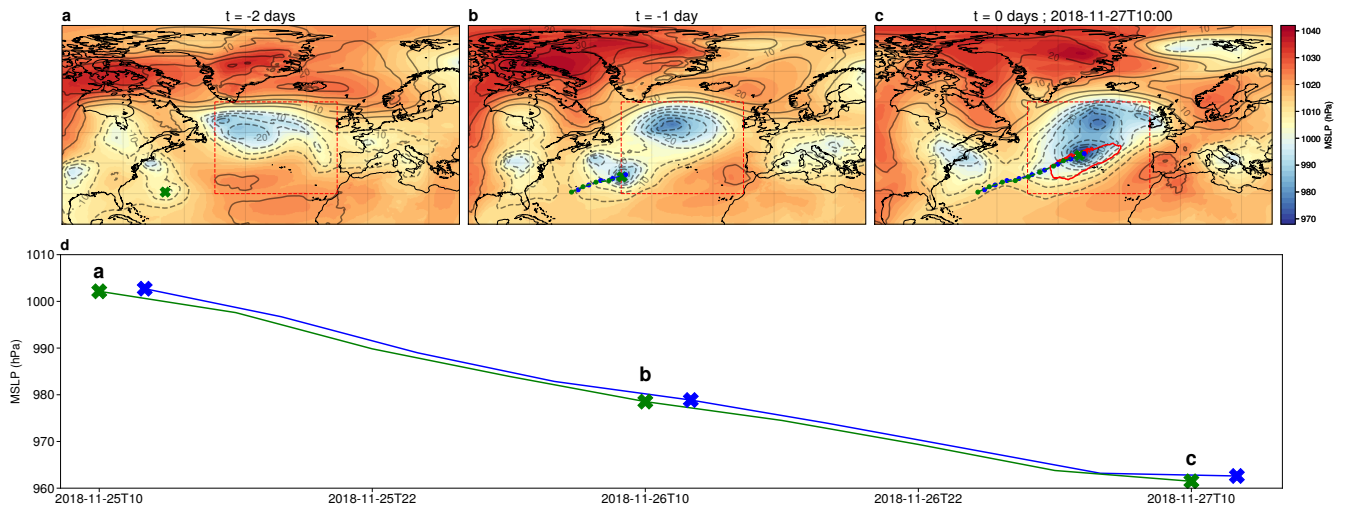 a t = -2 days
b t = -1 day
c t = 0 days ; 2018-11-27T10:00
1040
1030
1020
1010
1000
990
980
970
MSLP (hPa)
d
1010
1000
990
980
970
960
MSLP (hPa)
a
b
c
2018-11-25T10
2018-11-25T22
2018-11-26T10
2018-11-26T22
2018-11-27T10